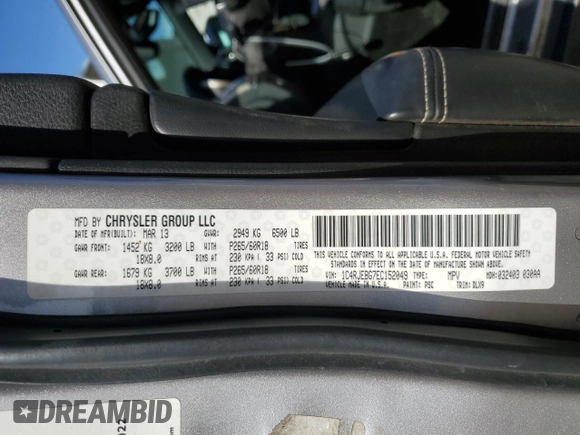 MFD BY CHRYSLER GROUP LLC
DATE OF MFR(BUILT): MAR 13 GVWR: 2949 KG 6500 LB
GAWR FRONT: 1452 KG 3200 LB WITH P265/60R18
18X8.0 RIMS AT 230 KPA ( 33 PSI) COLD
GAWR REAR: 1679 KG 3700 LB WITH P265/60R18
18X8.0 RIMS AT 230 KPA ( 33 PSI) COLD
THIS VEHICLE CONFORMS TO ALL APPLICABLE U.S.A. FEDERAL MOTOR VEHICLE SAFETY
STANDARDS IN EFFECT ON THE DATE OF MANUFACTURE SHOWN ABOVE.
VIN: 1C4RJEBG7EC152049 TYPE: MPV MDH: 032403 030AA
VEHICLE MADE IN U.S.A. PAINT: PSC TRIM: DLX9
DREAMBID